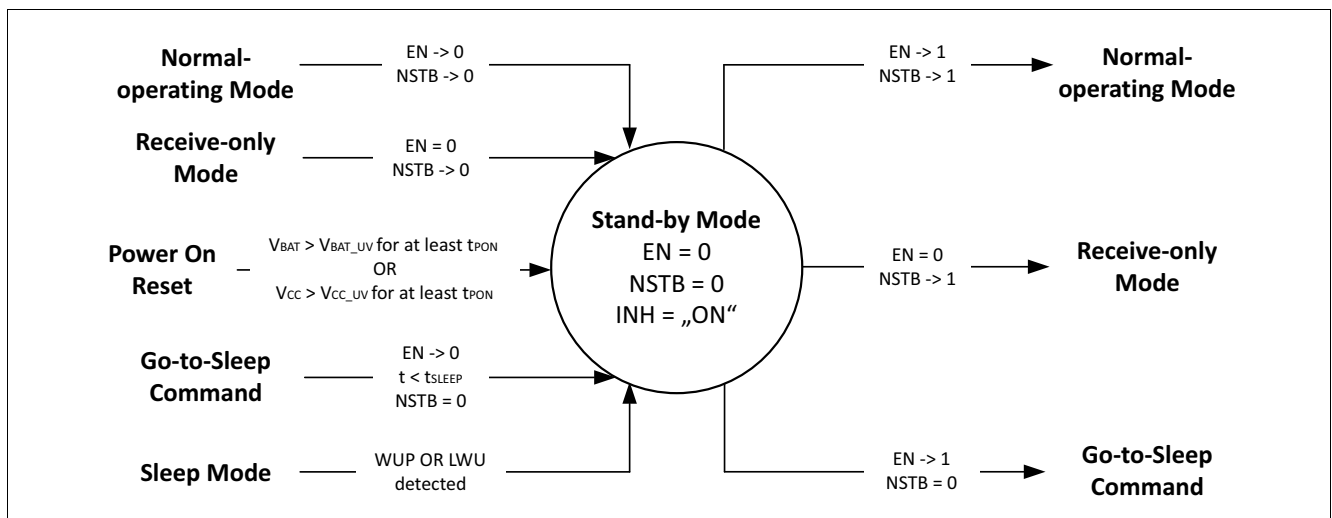 Normal-
operating Mode
EN -> 0
NSTB -> 0
Receive-only
Mode
EN = 0
NSTB -> 0
Power On
Reset
VBAT > VBAT_UV for at least tPON
OR
VCC > VCC_UV for at least tPON
Go-to-Sleep
Command
EN -> 0
t < tSLEEP
NSTB = 0
Sleep Mode
WUP OR LWU
detected
Stand-by Mode
EN = 0
NSTB = 0
INH = „ON“
EN -> 1
NSTB -> 1
Normal-
operating Mode
EN = 0
NSTB -> 1
Receive-only
Mode
EN -> 1
NSTB = 0
Go-to-Sleep
Command